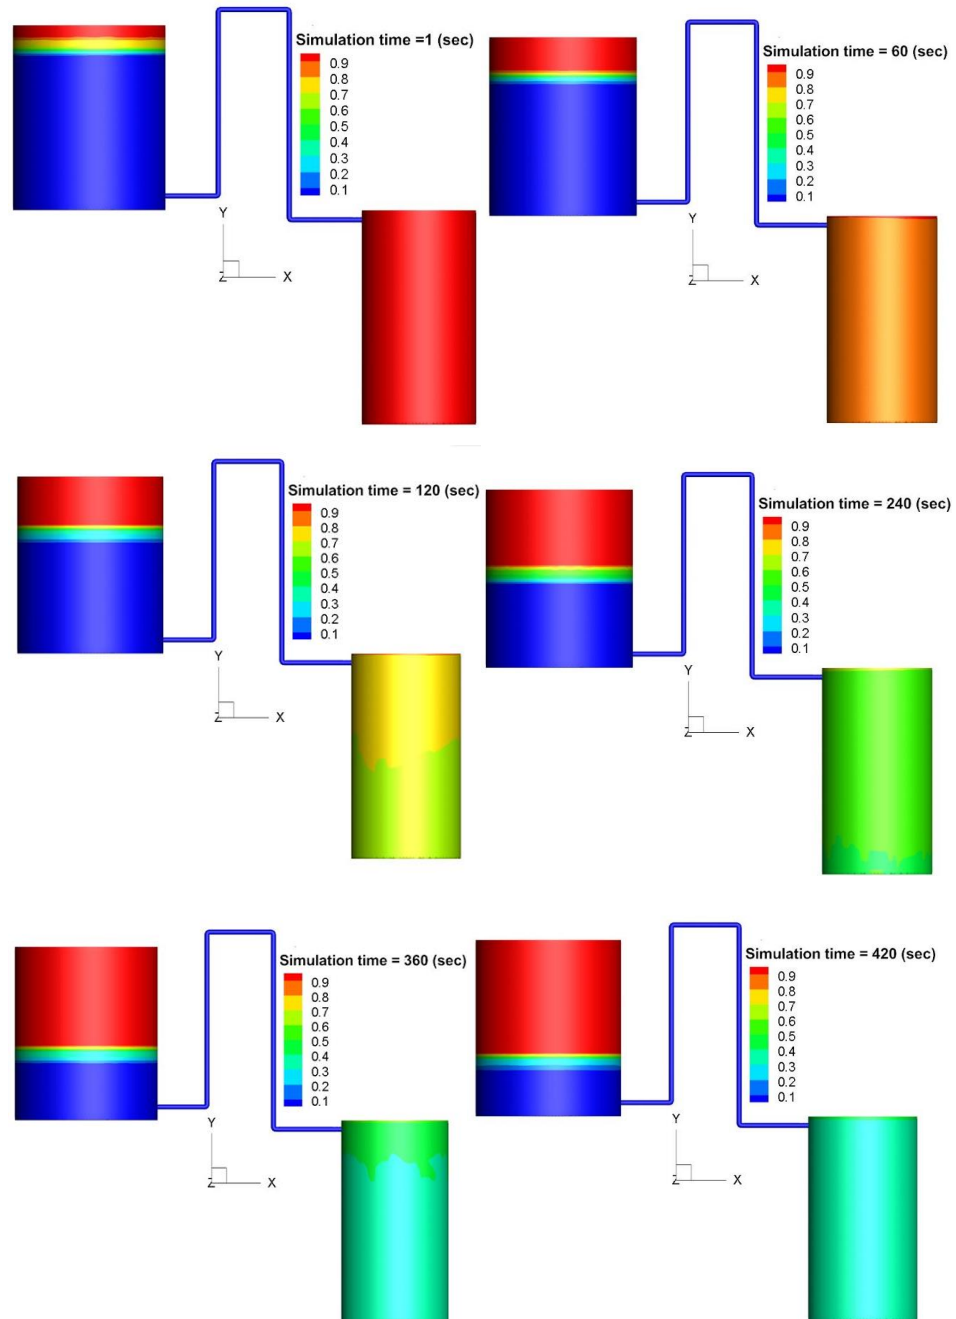 Simulation time =1 (sec)
0.9
0.8
0.7
0.6
0.5
0.4
0.3
0.2
0.1
Y
Z
X
Simulation time = 60 (sec)
0.9
0.8
0.7
0.6
0.5
0.4
0.3
0.2
0.1
Y
Z
X
Simulation time = 120 (sec)
0.9
0.8
0.7
0.6
0.5
0.4
0.3
0.2
0.1
Y
Z
X
Simulation time = 240 (sec)
0.9
0.8
0.7
0.6
0.5
0.4
0.3
0.2
0.1
Y
Z
X
Simulation time = 360 (sec)
0.9
0.8
0.7
0.6
0.5
0.4
0.3
0.2
0.1
Y
Z
X
Simulation time = 420 (sec)
0.9
0.8
0.7
0.6
0.5
0.4
0.3
0.2
0.1
Y
Z
X